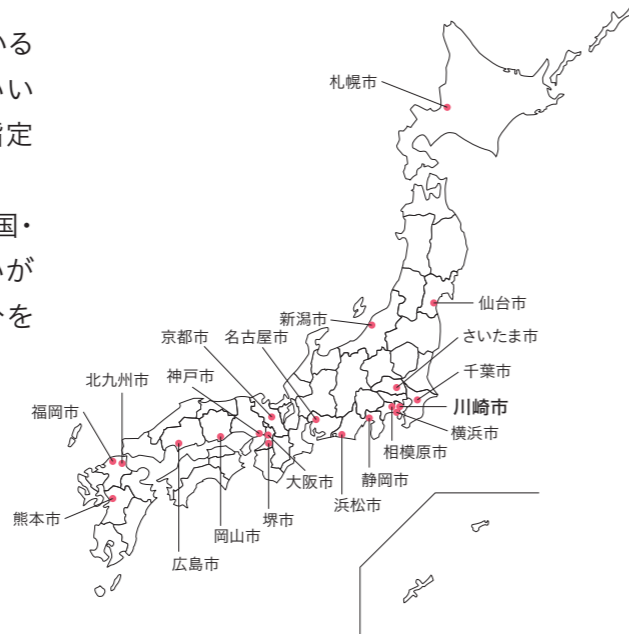 いる
いい
指定
国・
いが
を
札幌市
仙台市
新潟市
さいたま市
京都市
名古屋市
千葉市
北九州市
神戸市
川崎市
福岡市
横浜市
相模原市
大阪市
静岡市
浜松市
熊本市
堺市
岡山市
広島市